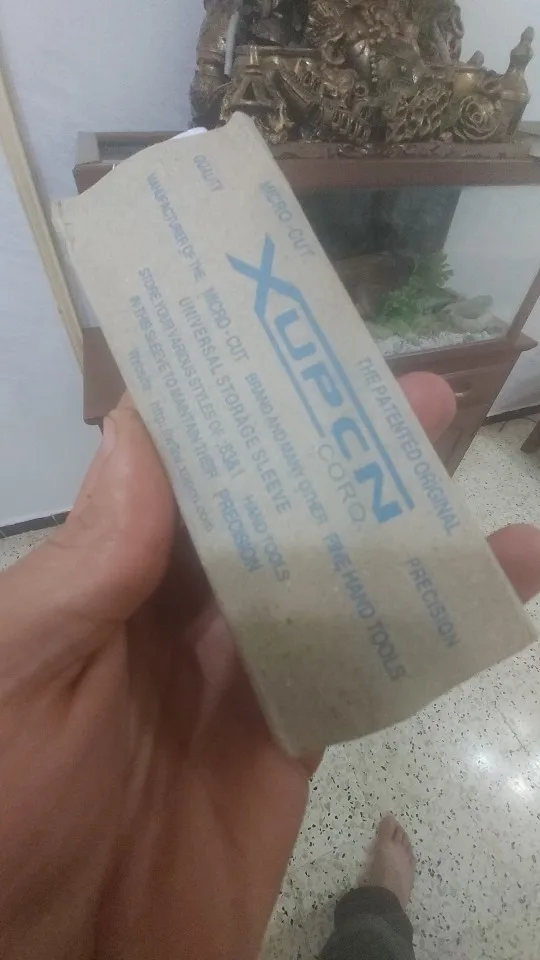 QUALITY MICRO-CUT THE PATENTED ORIGINAL PRECISION
XUPCN
CORQ.
MANUFACTURER OF THE MICRO-CUT BRAND AND MANY OTHER FINE HAND TOOLS
UNIVERSAL STORAGE SLEEVE
STORE YOUR VARIOUS STYLES OF HAND TOOLS
IN THIS SLEEVE TO MAINTAIN THEIR PRECISION